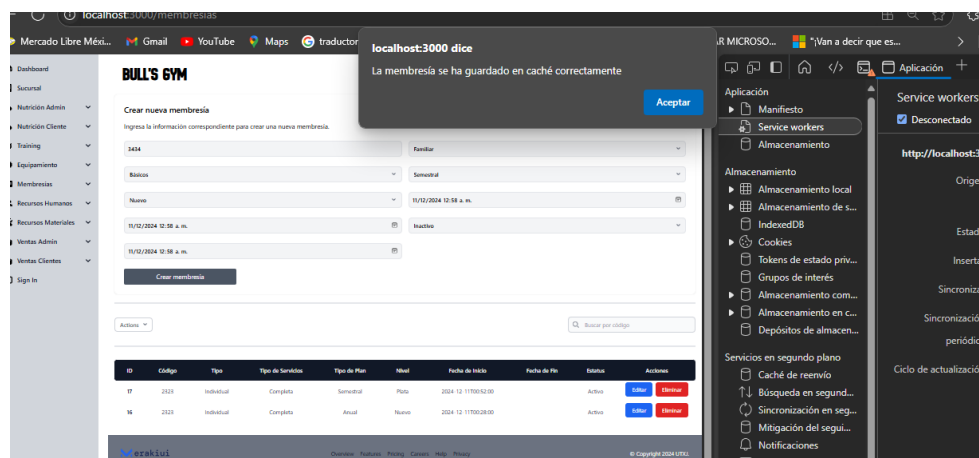 localhost:3000/membresias
Mercado Libre Méxi...
Gmail
YouTube
Maps
traductor
AR MICROSO...
"¡Van a decir que es...
localhost:3000 dice
La membresía se ha guardado en caché correctamente
Aceptar
Dashboard
Sucursal
Nutrición Admin
Nutrición Cliente
Training
Equipamiento
Membresias
Recursos Humanos
Recursos Materiales
Ventas Admin
Ventas Clientes
Sign In
BULL'S GYM
Crear nueva membresía
Ingresa la información correspondiente para crear una nueva membresía.
3434
Familiar
Básicos
Semestral
Nuevo
11/12/2024 12:58 a. m.
11/12/2024 12:58 a. m.
Inactivo
11/12/2024 12:58 a. m.
Crear membresía
Actions
Buscar por código
ID Código Tipo Tipo de Servicios Tipo de Plan Nivel Fecha de Inicio Fecha de Fin Estatus Acciones
17 2323 Individual Completa Semestral Plata 2024-12-11T00:52:00 Activo Editar Eliminar
16 2323 Individual Completa Anual Nuevo 2024-12-11T00:28:00 Activo Editar Eliminar
erakiui
Overview Features Pricing Careers Help Privacy
© Copyright 2024 UTXJ.
Aplicación
Aplicación
Manifiesto
Service workers
Almacenamiento
Almacenamiento
Almacenamiento local
Almacenamiento de s...
IndexedDB
Cookies
Tokens de estado priv...
Grupos de interés
Almacenamiento com...
Almacenamiento en c...
Depósitos de almacen...
Servicios en segundo plano
Caché de reenvío
Búsqueda en segund...
Sincronización en seg...
Mitigación del segui...
Notificaciones
Service workers
Desconectado
http://localhost:3
Orige
Estad
Inserta
Sincroniza
Sincronizació
periódic
Ciclo de actualizació